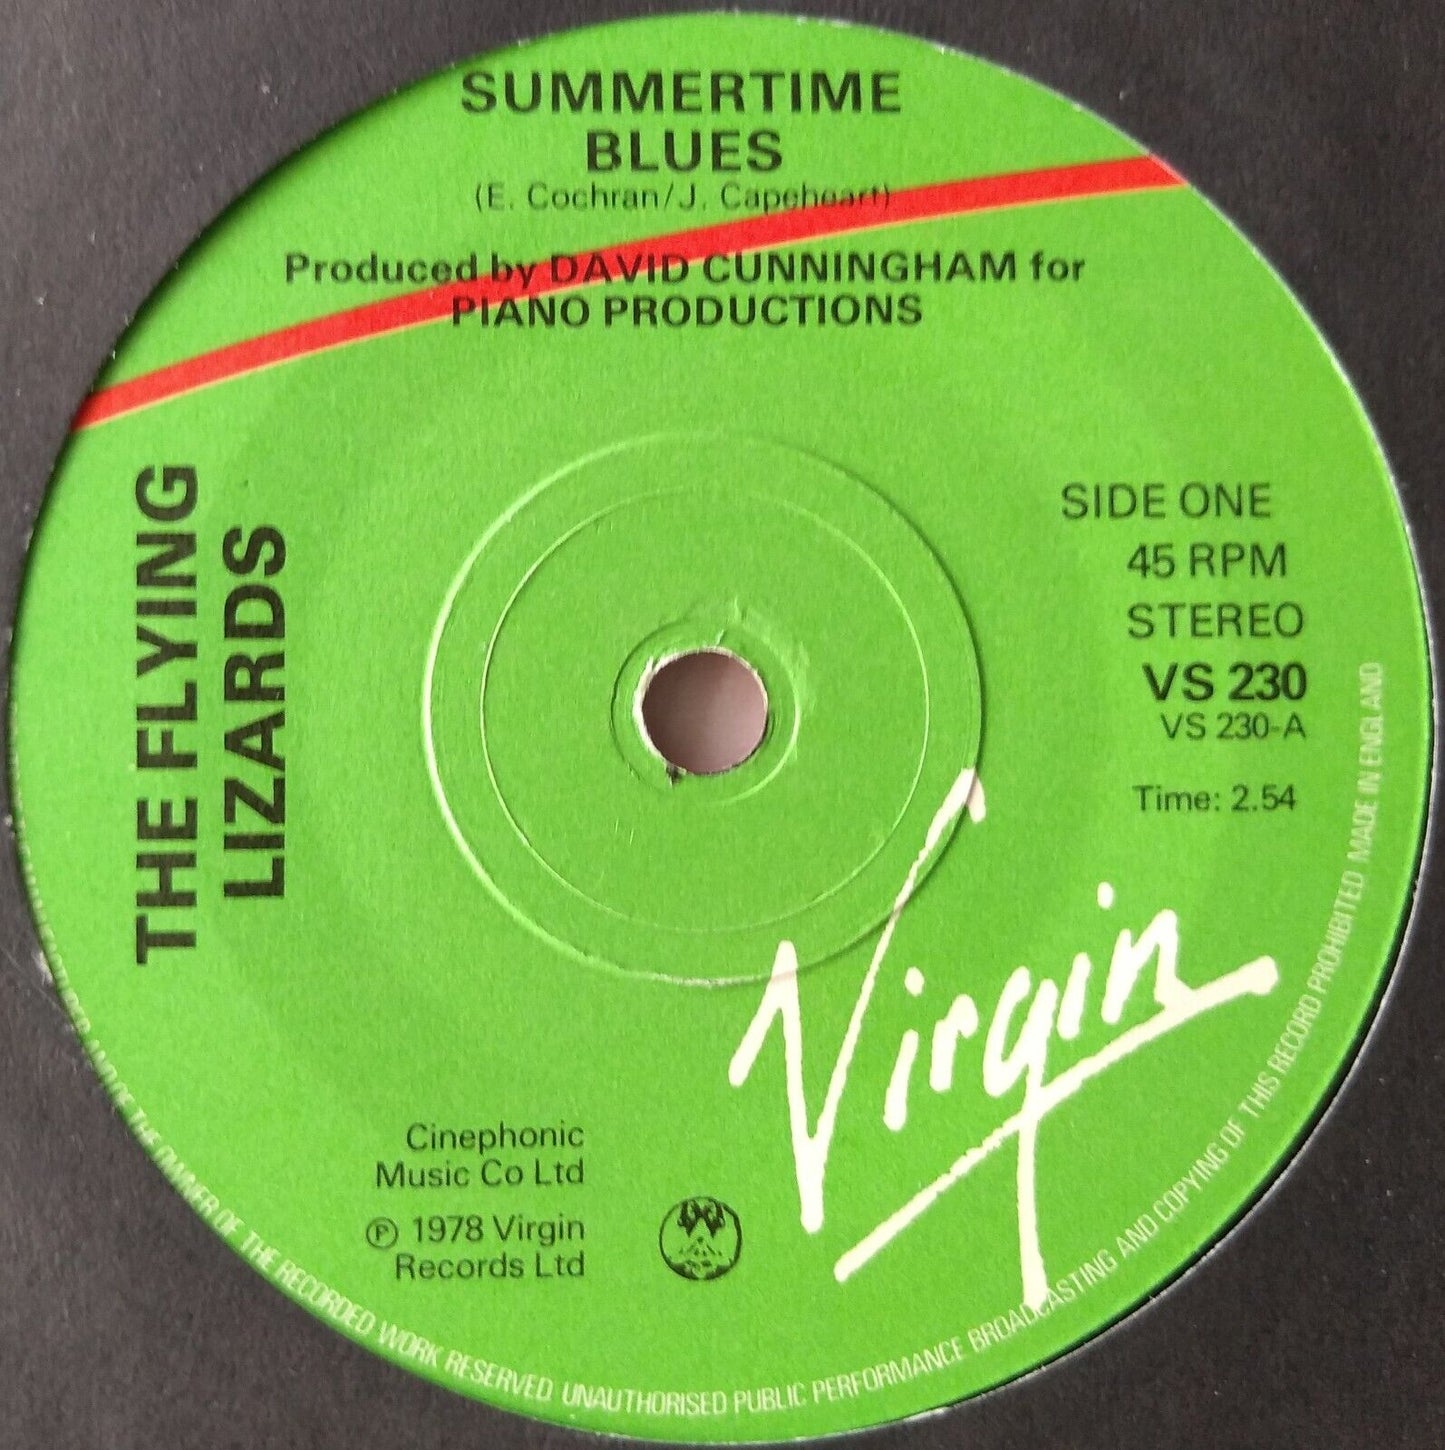 SUMMERTIME
BLUES
(E. Cochran/J. Capeheart)
Produced by DAVID CUNNINGHAM for
PIANO PRODUCTIONS
THE FLYING
LIZARDS
SIDE ONE
45 RPM
STEREO
VS 230
VS 230-A
Time: 2.54
Virgin
Cinephonic
Music Co Ltd
Ⓟ 1978 Virgin
Records Ltd
OF THE OWNER OF THE RECORDED WORK RESERVED UNAUTHORISED PUBLIC PERFORMANCE BROADCASTING AND COPYING OF THIS RECORD PROHIBITED MADE IN ENGLAND